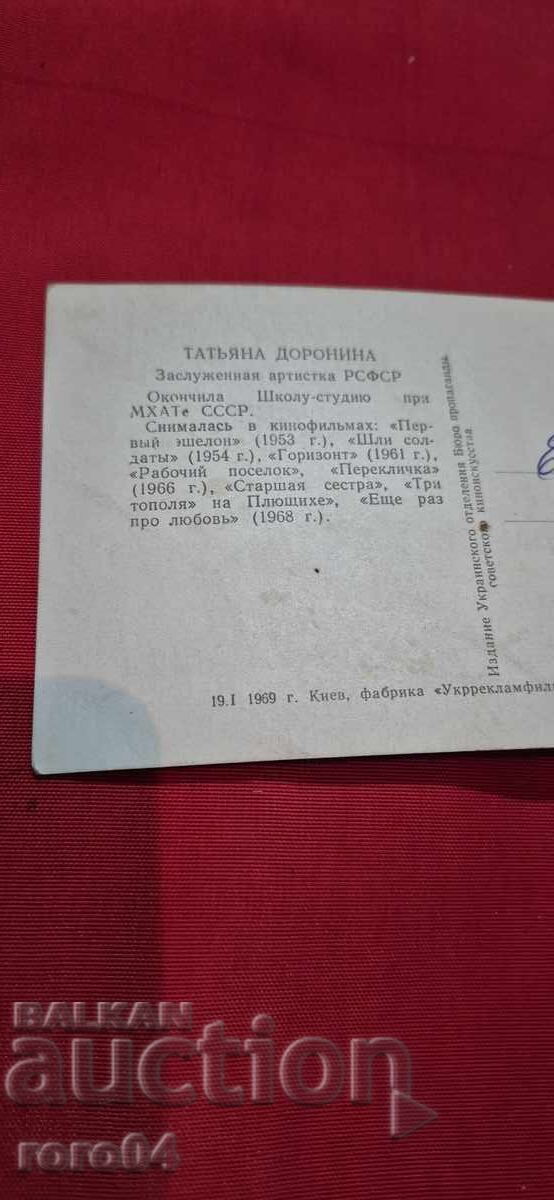 ТАТЬЯНА ДОРОНИНА
Заслуженная артистка РСФСР
Окончила Школу-студию при
МХАТе СССР.
Снималась в кинофильмах: «Пер-
вый эшелон» (1953 г.), «Шли сол-
даты» (1954 г.), «Горизонт» (1961 г.),
«Рабочий поселок», «Перекличка»
(1966 г.), «Старшая сестра», «Три
тополя» на Плющихе», «Еще раз
про любовь» (1968 г.).
Издание Украинского отделения Бюро пропаганды
советского киноискусства
19.I 1969 г. Киев, фабрика «Укррекламфил
BALKAN
auction
roro04